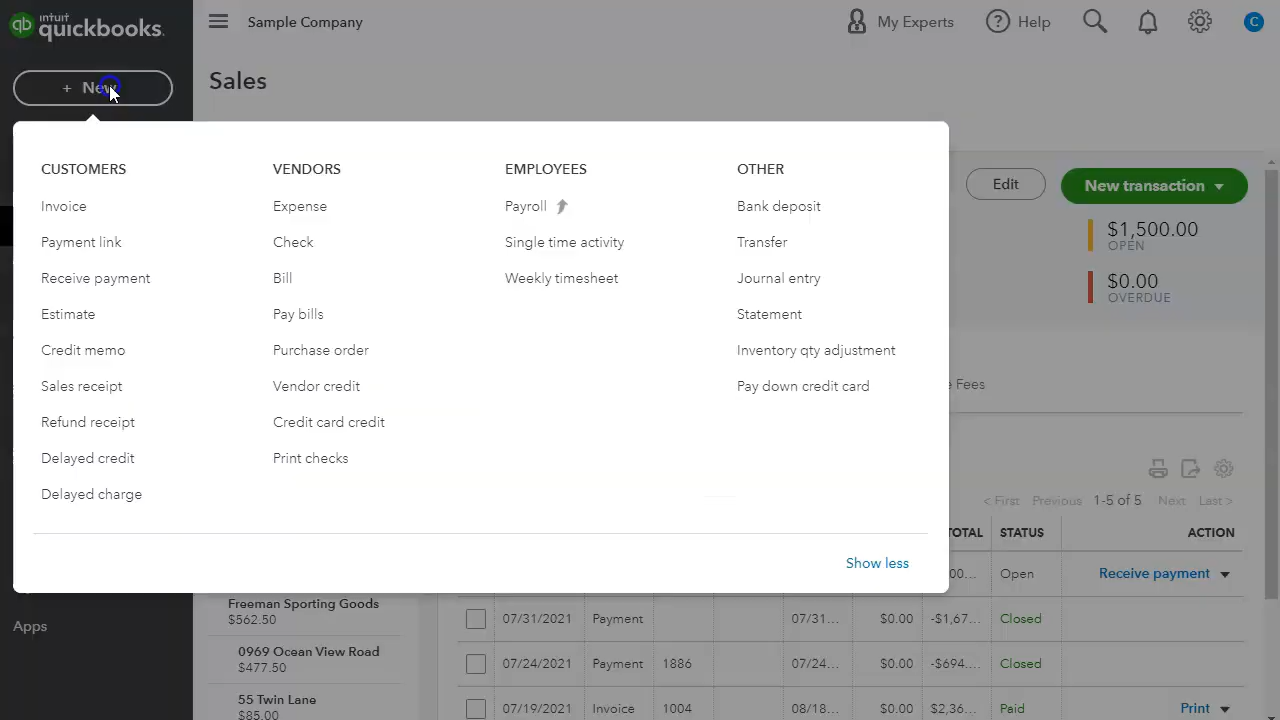 intuit
quickbooks.
Sample Company
My Experts
Help
C
+ New
Sales
CUSTOMERS
Invoice
Payment link
Receive payment
Estimate
Credit memo
Sales receipt
Refund receipt
Delayed credit
Delayed charge
VENDORS
Expense
Check
Bill
Pay bills
Purchase order
Vendor credit
Credit card credit
Print checks
EMPLOYEES
Payroll
Single time activity
Weekly timesheet
OTHER
Bank deposit
Transfer
Journal entry
Statement
Inventory qty adjustment
Pay down credit card
Show less
Edit
New transaction
$1,500.00
OPEN
$0.00
OVERDUE
Fees
< First Previous 1-5 of 5 Next Last >
TOTAL STATUS ACTION
00... Open Receive payment
07/31/2021 Payment 07/31... $0.00 -$1,67... Closed
07/24/2021 Payment 1886 07/24... $0.00 -$694.... Closed
07/19/2021 Invoice 1004 08/18... $0.00 $2,36... Paid Print
Freeman Sporting Goods
$562.50
0969 Ocean View Road
$477.50
55 Twin Lane
$85.00
Apps